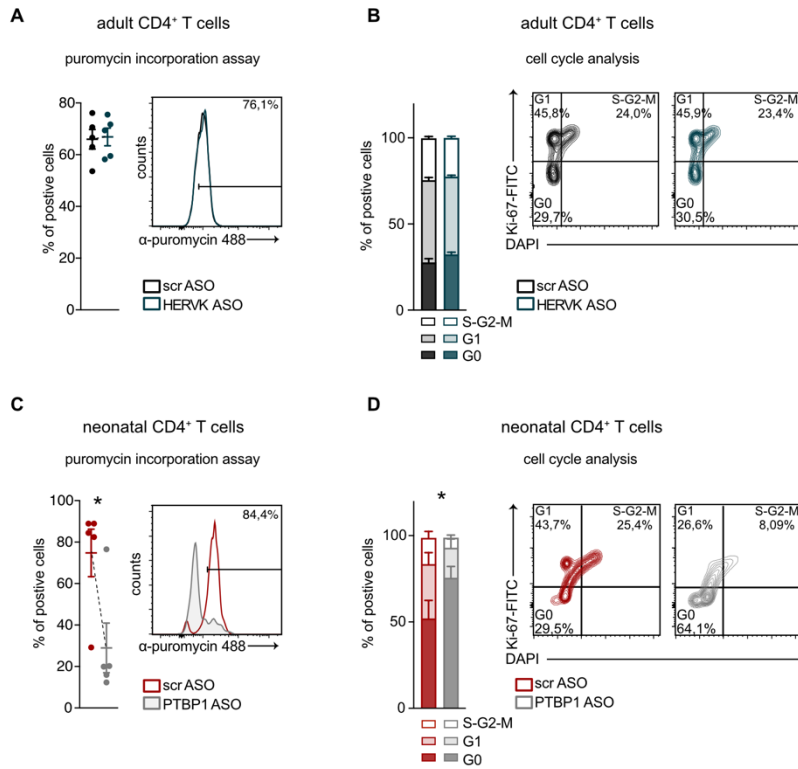 A
adult CD4⁺ T cells
puromycin incorporation assay
% of postive cells
80
60
40
20
0
76,1%
counts
α-puromycin 488
scr ASO
HERVK ASO
B
adult CD4⁺ T cells
cell cycle analysis
% of postive cells
100
50
0
S-G2-M
G1
G0
Ki-67-FITC
G1
45,8%
S-G2-M
24,0%
G0
29,7%
G1
45,9%
S-G2-M
23,4%
G0
30,5%
DAPI
scr ASO
HERVK ASO
C
neonatal CD4⁺ T cells
puromycin incorporation assay
% of postive cells
100
80
60
40
20
0
*
84,4%
counts
α-puromycin 488
scr ASO
PTBP1 ASO
D
neonatal CD4⁺ T cells
cell cycle analysis
% of postive cells
100
50
0
*
S-G2-M
G1
G0
Ki-67-FITC
G1
43,7%
S-G2-M
25,4%
G0
29,5%
G1
26,6%
S-G2-M
8,09%
G0
64,1%
DAPI
scr ASO
PTBP1 ASO